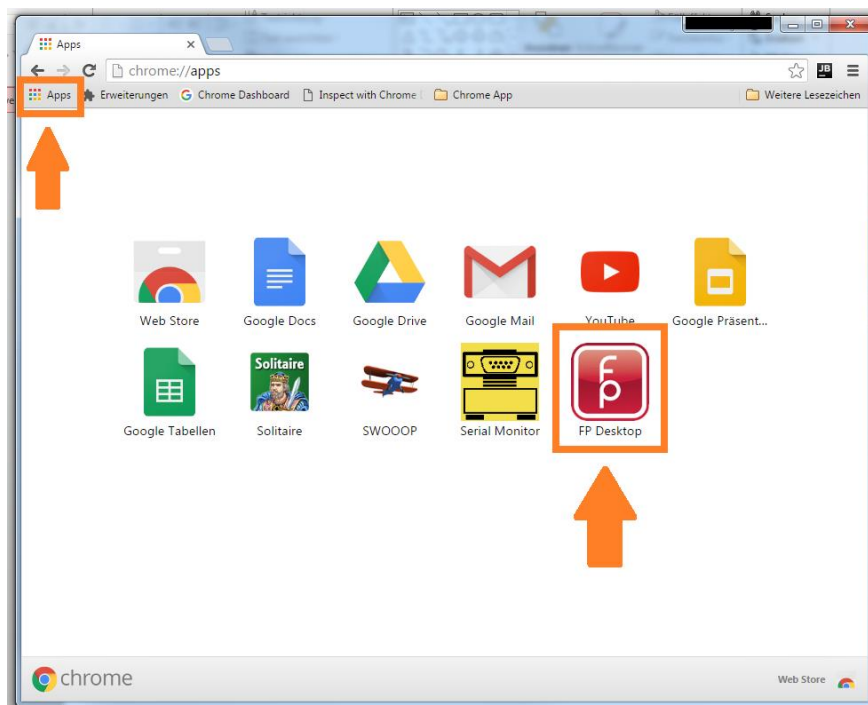 Apps
chrome://apps
JB
Apps Erweiterungen Chrome Dashboard Inspect with Chrome Chrome App Weitere Lesezeichen
Web Store Google Docs Google Drive Google Mail YouTube Google Präsent...
Solitaire
Google Tabellen Solitaire SWOOOP Serial Monitor FP Desktop
chrome Web Store